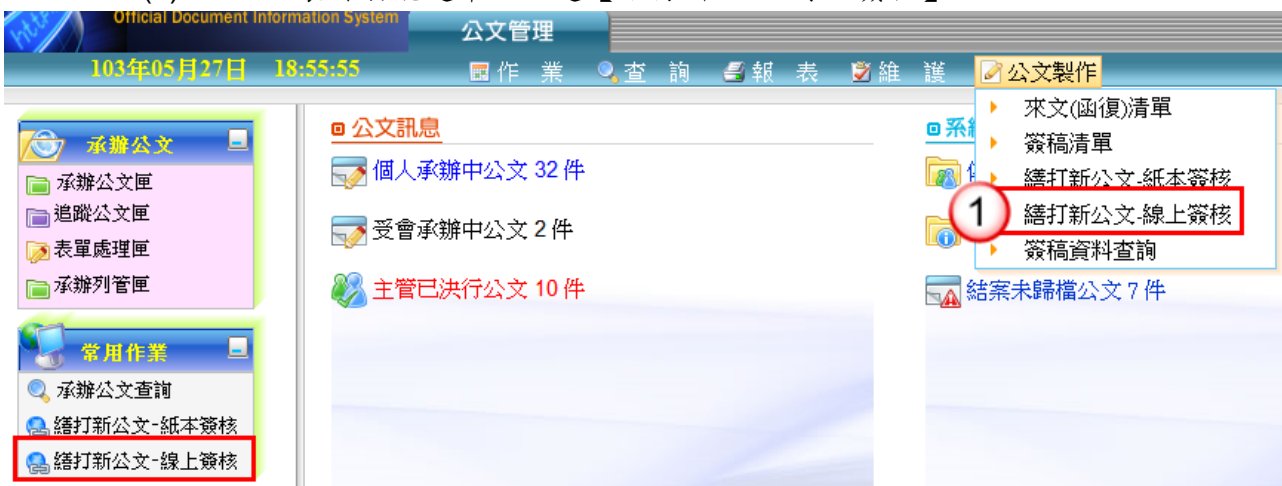 Official Document Information System
公文管理
103年05月27日 18:55:55
作 業 查 詢 報 表 維 護 公文製作
來文(函復)清單
簽稿清單
繕打新公文-紙本簽核
繕打新公文-線上簽核
簽稿資料查詢
1
承辦公文
承辦公文匣
追蹤公文匣
表單處理匣
承辦列管匣
常用作業
承辦公文查詢
繕打新公文-紙本簽核
繕打新公文-線上簽核
公文訊息
個人承辦中公文 32 件
受會承辦中公文 2 件
主管已決行公文 10 件
結案未歸檔公文 7 件